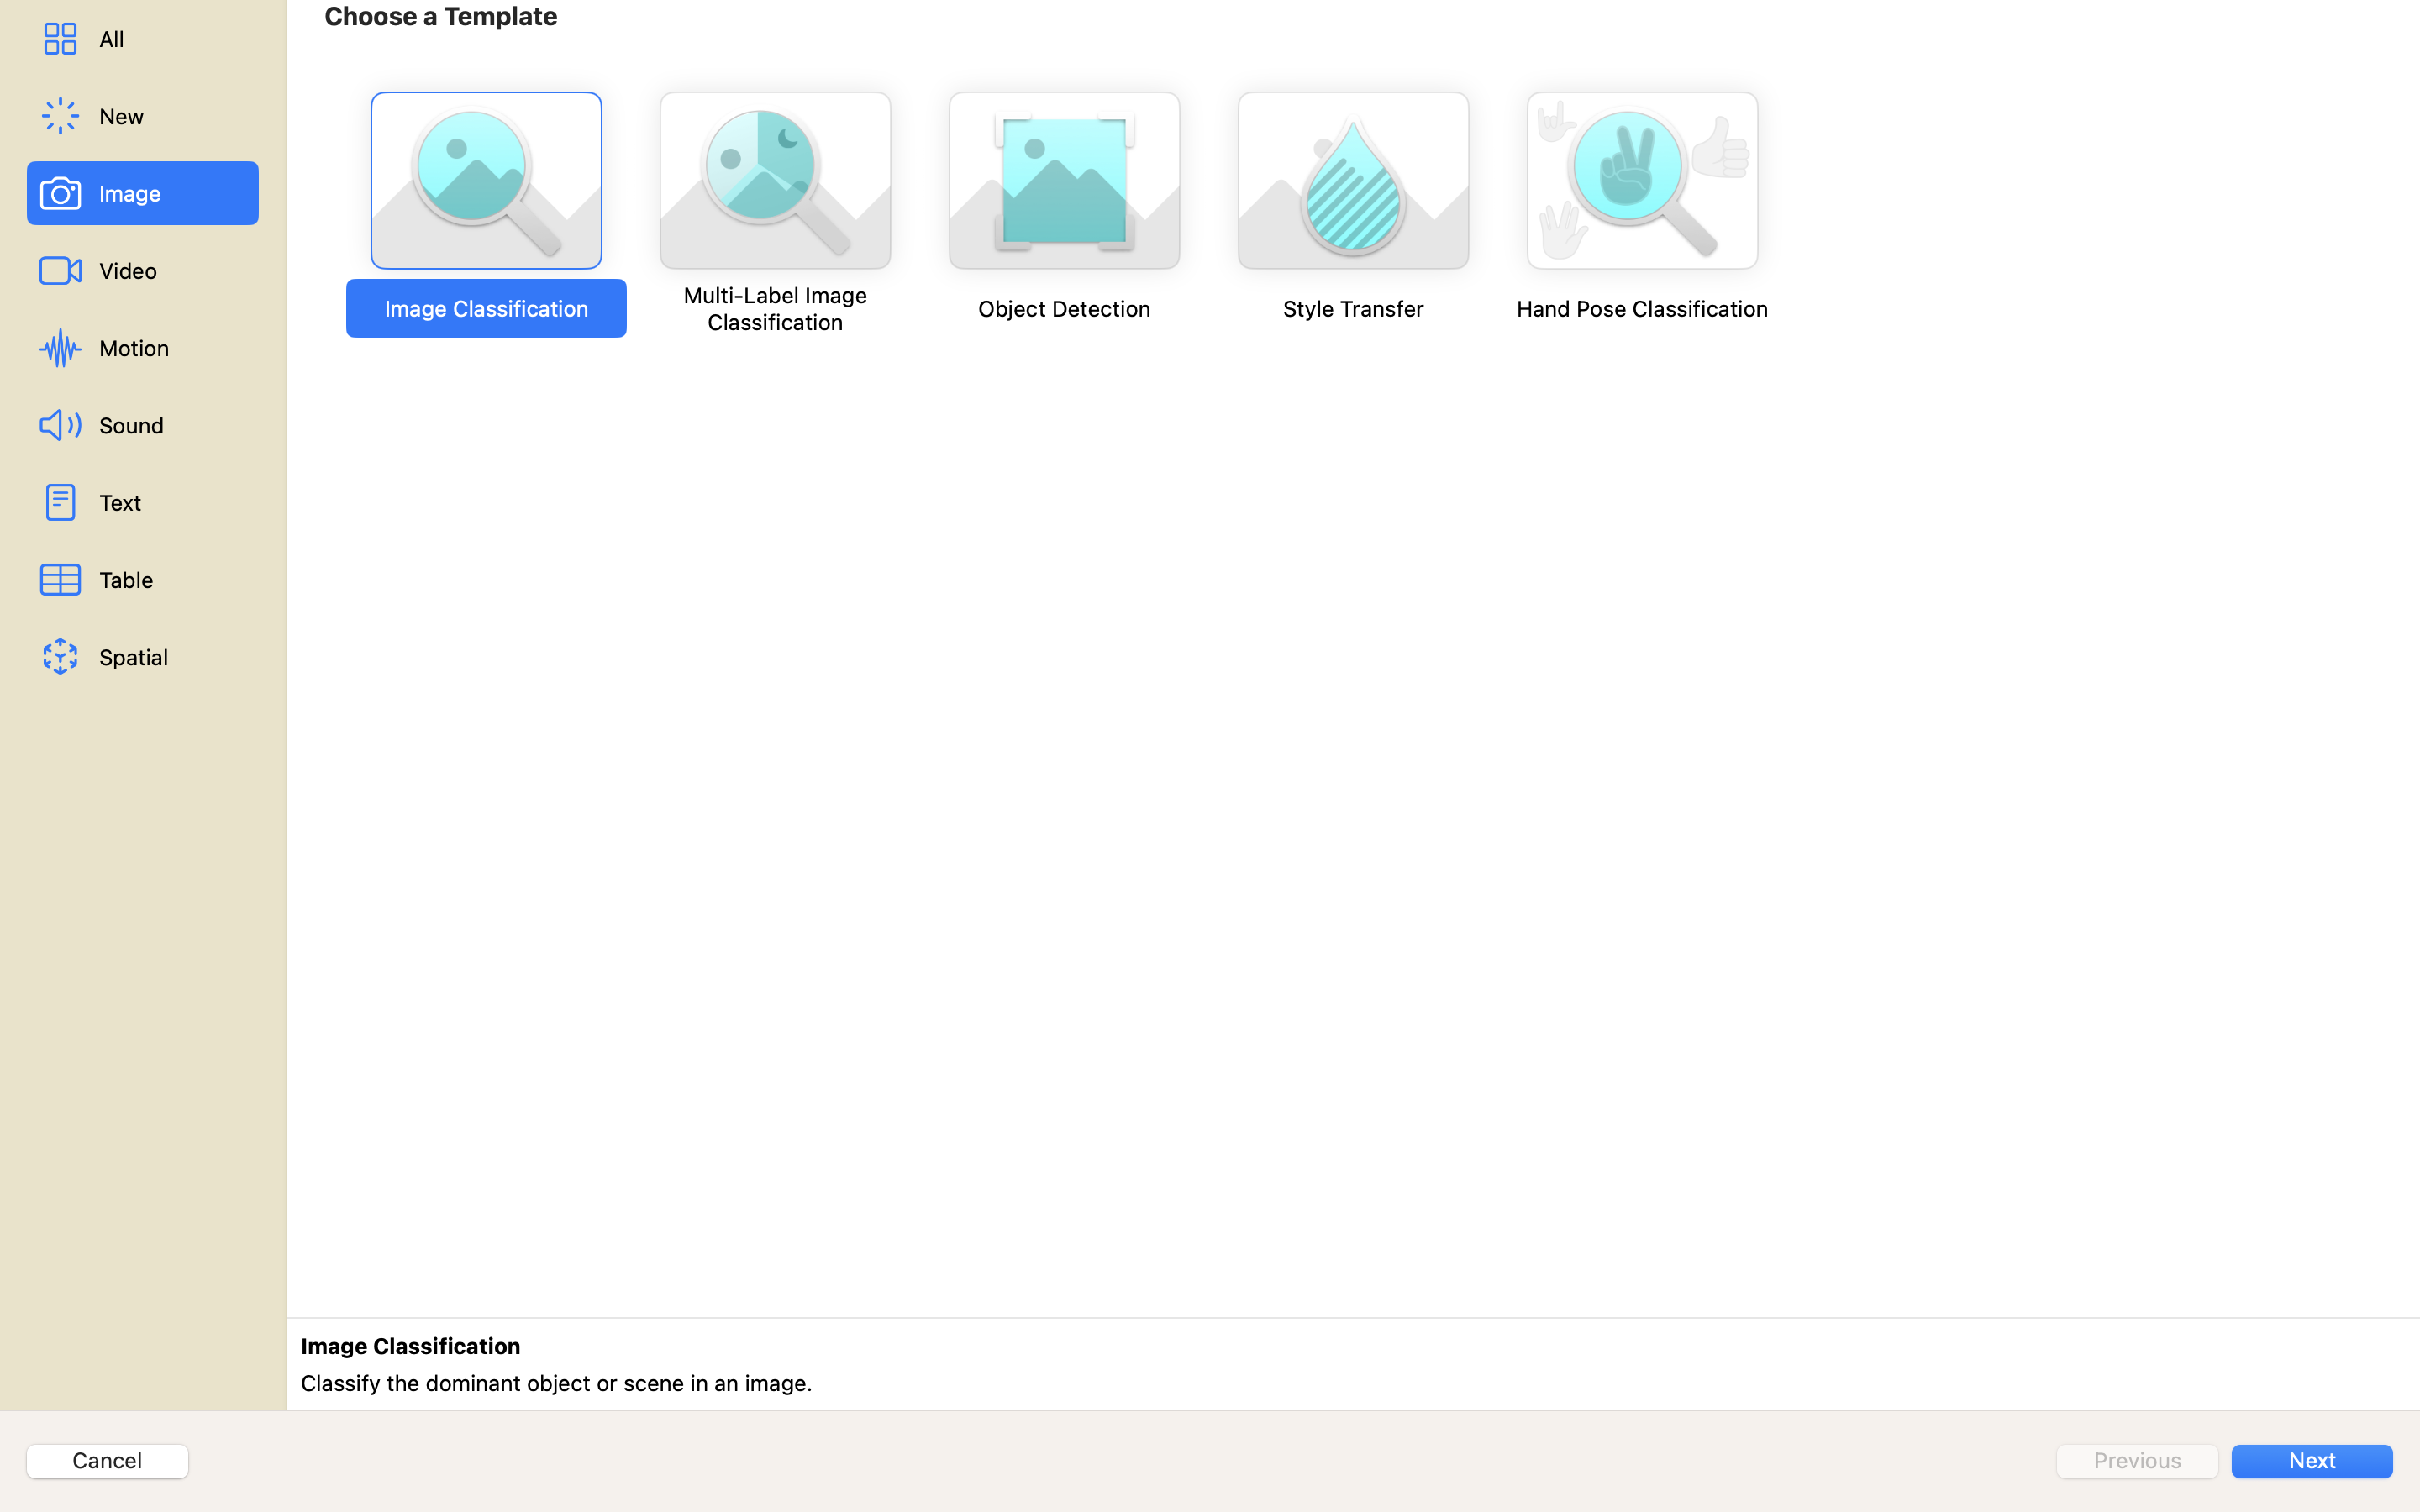 Choose a Template
All
New
Image
Video
Motion
Sound
Text
Table
Spatial
Image Classification
Multi-Label Image
Classification
Object Detection
Style Transfer
Hand Pose Classification
Image Classification
Classify the dominant object or scene in an image.
Cancel
Previous
Next